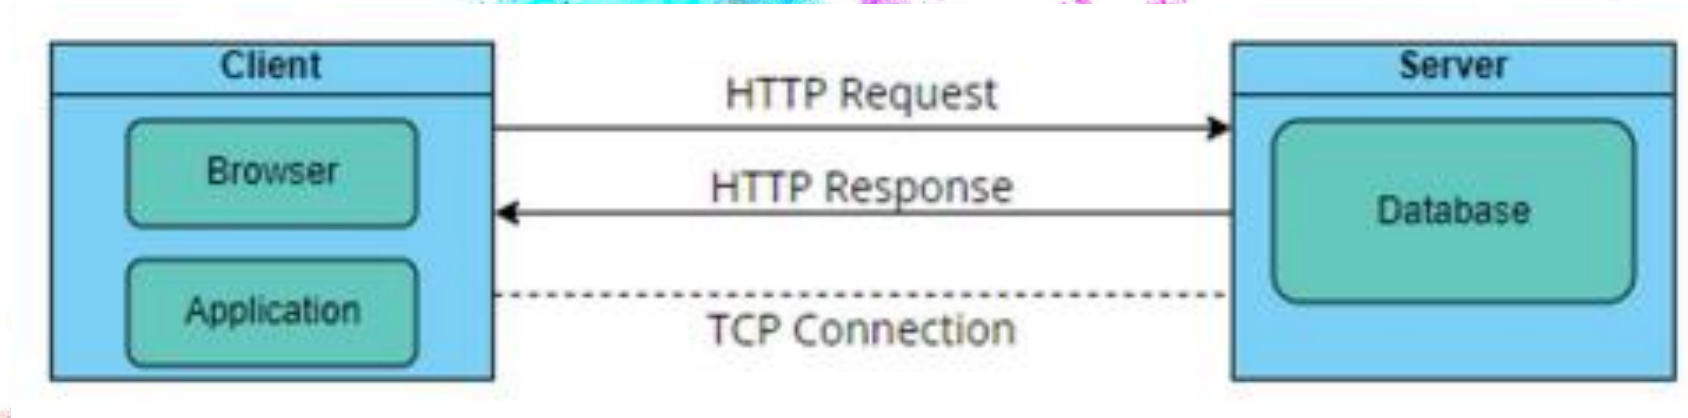 Client
Browser
Application
HTTP Request
HTTP Response
TCP Connection
Server
Database